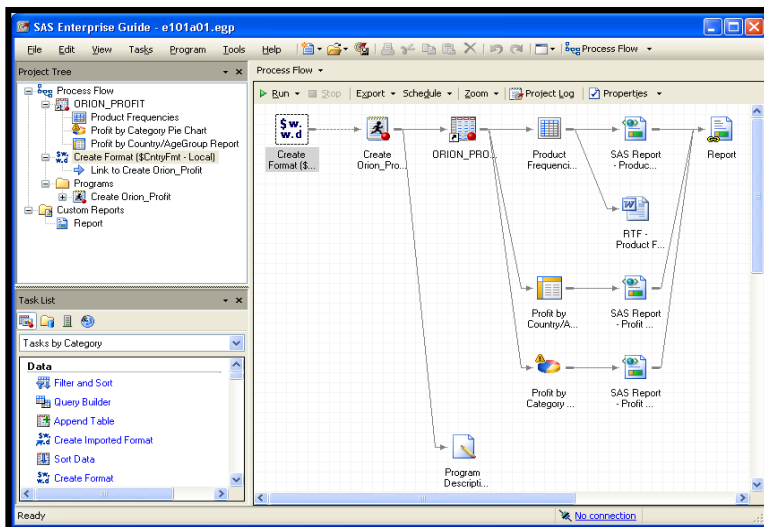 SAS Enterprise Guide - e101a01.egp
File Edit View Tasks Program Tools Help Process Flow
Project Tree
Process Flow
ORION_PROFIT
Product Frequencies
Profit by Category Pie Chart
Profit by Country/AgeGroup Report
Create Format ($CntryFmt - Local)
Link to Create Orion_Profit
Programs
Create Orion_Profit
Custom Reports
Report
Task List
Tasks by Category
Data
Filter and Sort
Query Builder
Append Table
Create Imported Format
Sort Data
Create Format
Process Flow
Run Stop Export Schedule Zoom Project Log Properties
$w.
w.d
Create
Format ($...
Create
Orion_Pro...
ORION_PRO...
Product
Frequenci...
SAS Report
- Produc...
Report
RTF -
Product F...
Profit by
Country/A...
SAS Report
- Profit ...
Profit by
Category ...
SAS Report
- Profit ...
Program
Descripti...
Ready
No connection